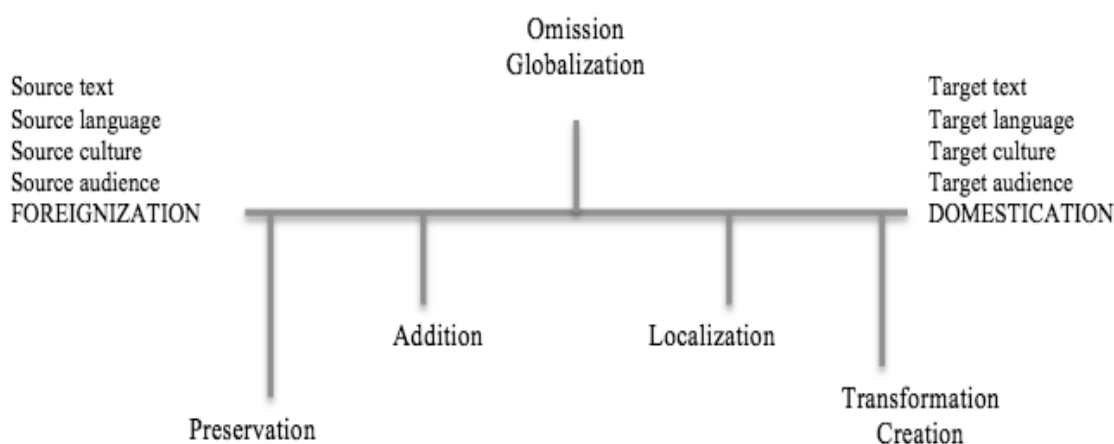 Omission
Globalization
Source text
Source language
Source culture
Source audience
FOREIGNIZATION
Target text
Target language
Target culture
Target audience
DOMESTICATION
Addition
Localization
Preservation
Transformation
Creation